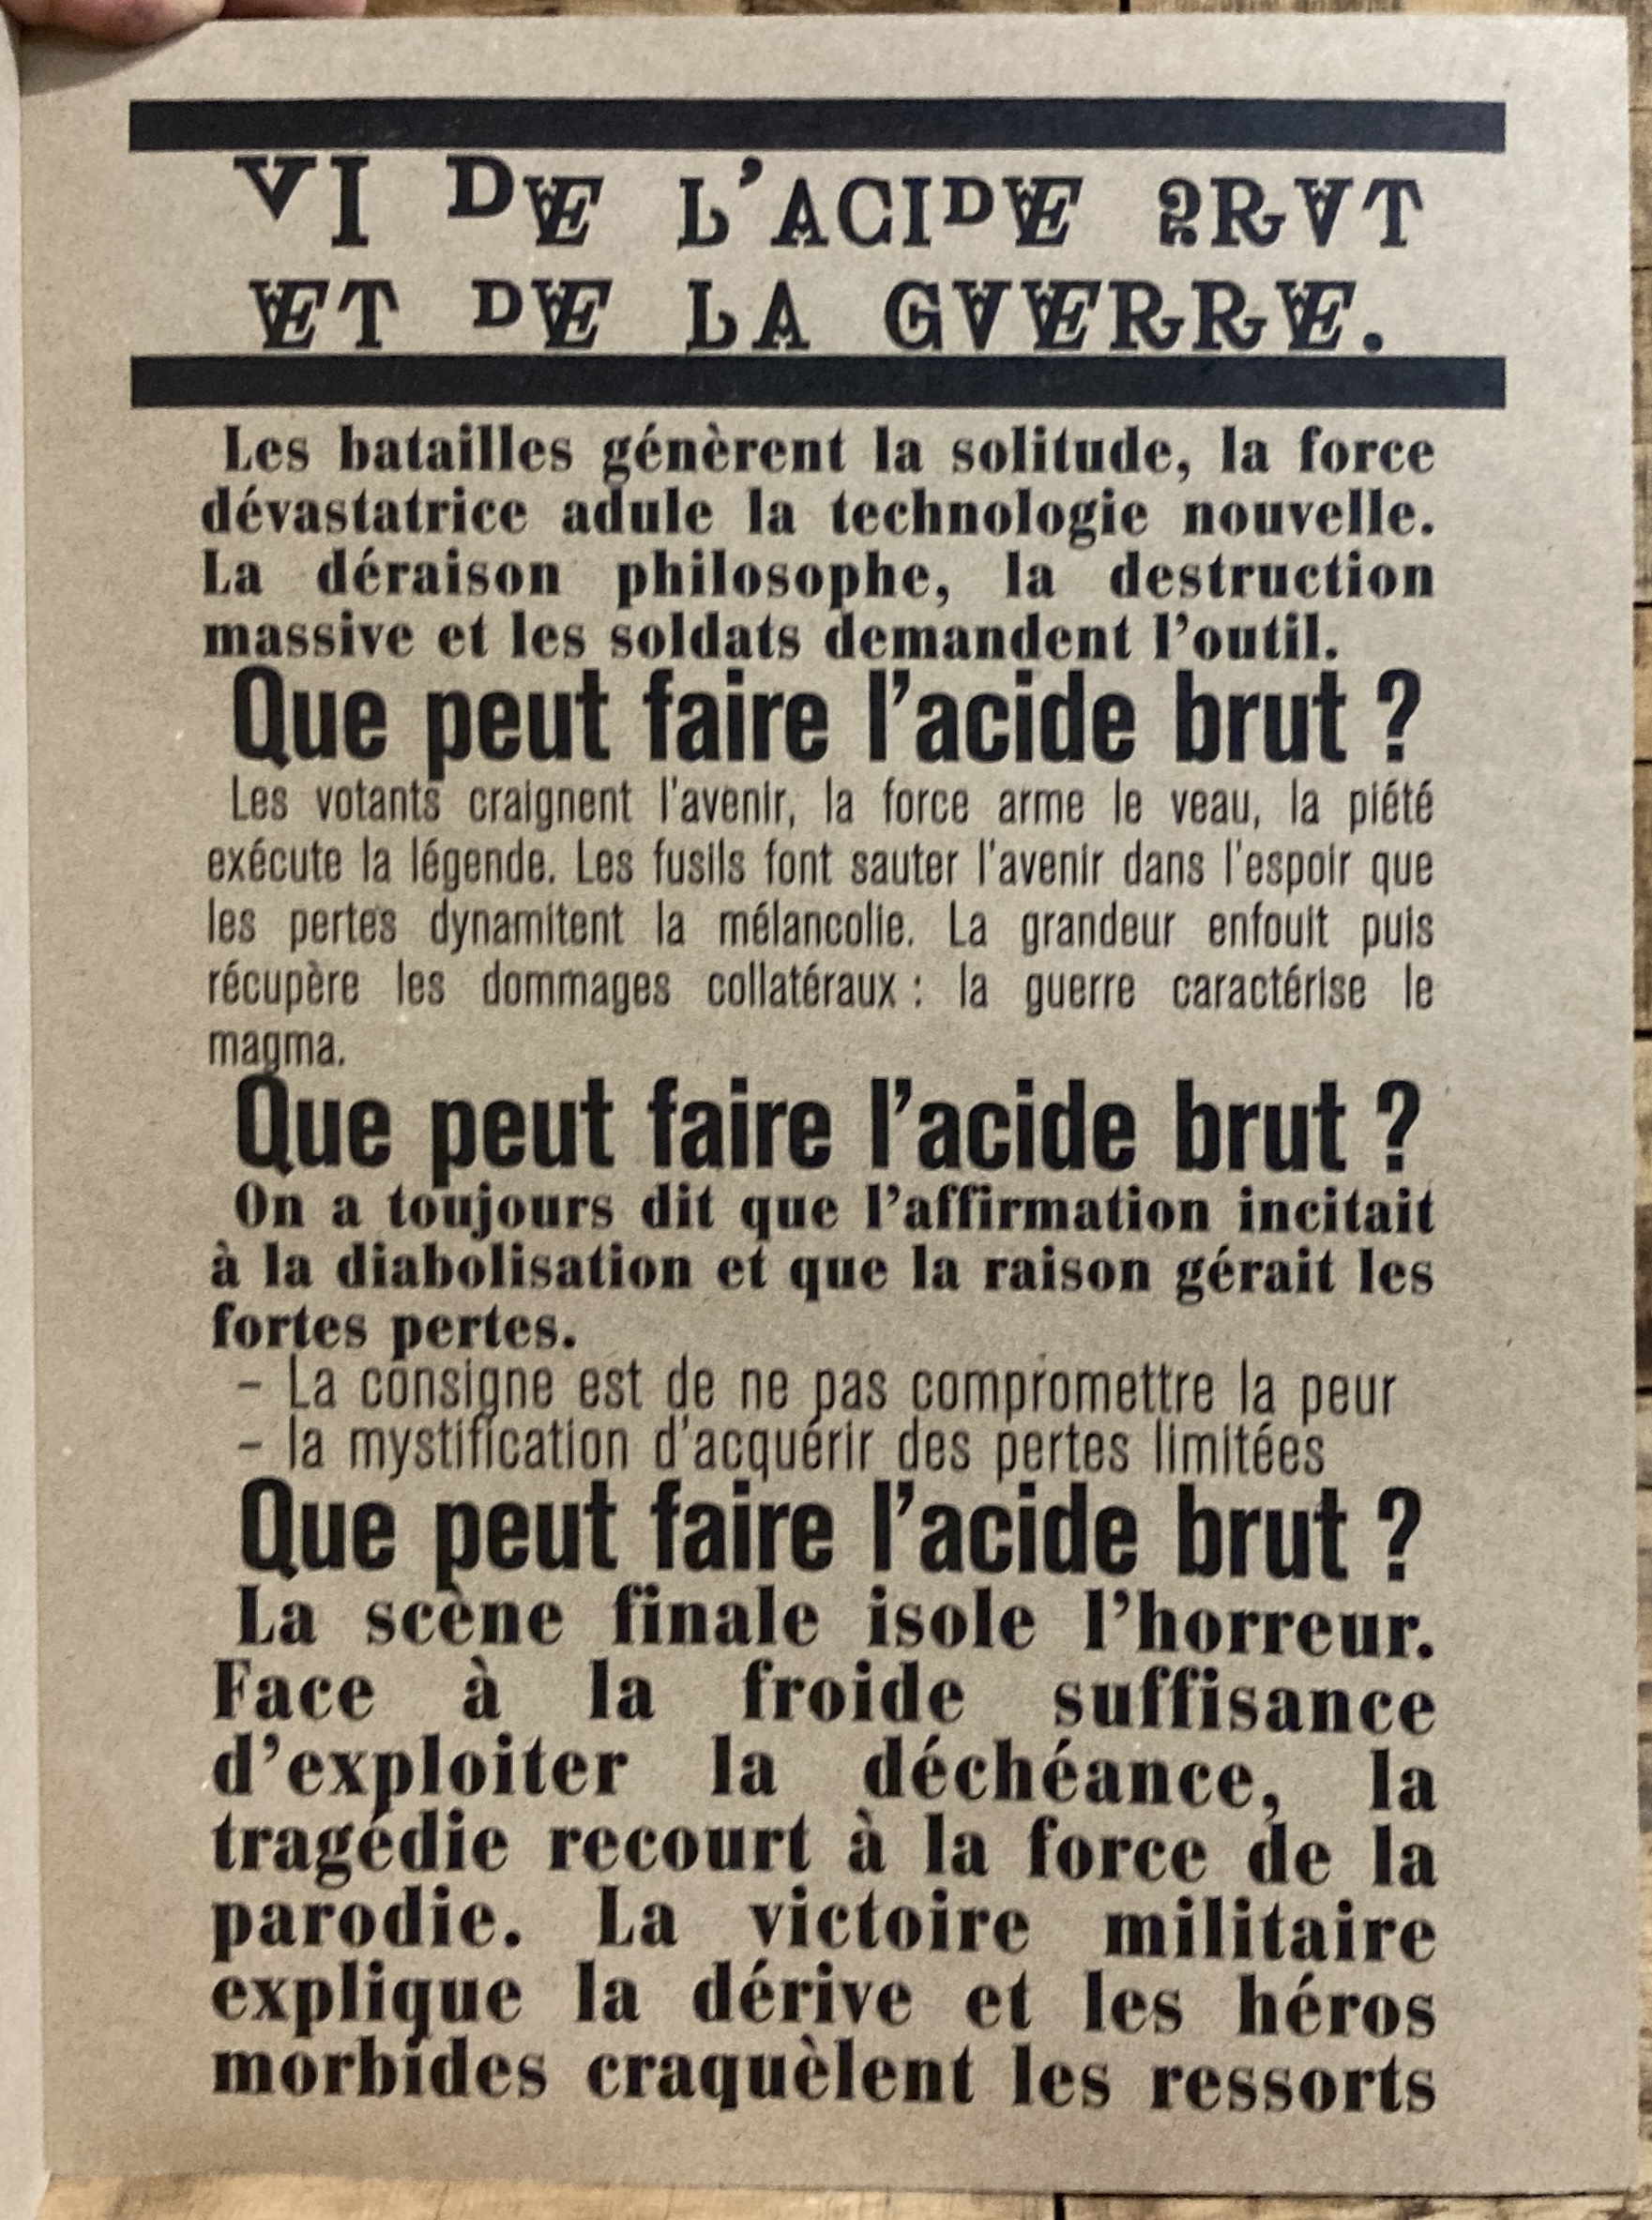 VI DE L'ACIDE BRVT
ET DE LA GVERRE.
Les batailles génèrent la solitude, la force
dévastatrice adule la technologie nouvelle.
La déraison philosophe, la destruction
massive et les soldats demandent l'outil.
Que peut faire l'acide brut ?
Les votants craignent l'avenir, la force arme le veau, la piété
exécute la légende. Les fusils font sauter l'avenir dans l'espoir que
les pertes dynamitent la mélancolie. La grandeur enfouit puis
récupère les dommages collatéraux : la guerre caractérise le
magma.
Que peut faire l'acide brut ?
On a toujours dit que l'affirmation incitait
à la diabolisation et que la raison gérait les
fortes pertes.
– La consigne est de ne pas compromettre la peur
– la mystification d'acquérir des pertes limitées
Que peut faire l'acide brut ?
La scène finale isole l'horreur.
Face à la froide suffisance
d'exploiter la déchéance, la
tragédie recourt à la force de la
parodie. La victoire militaire
explique la dérive et les héros
morbides craquèlent les ressorts